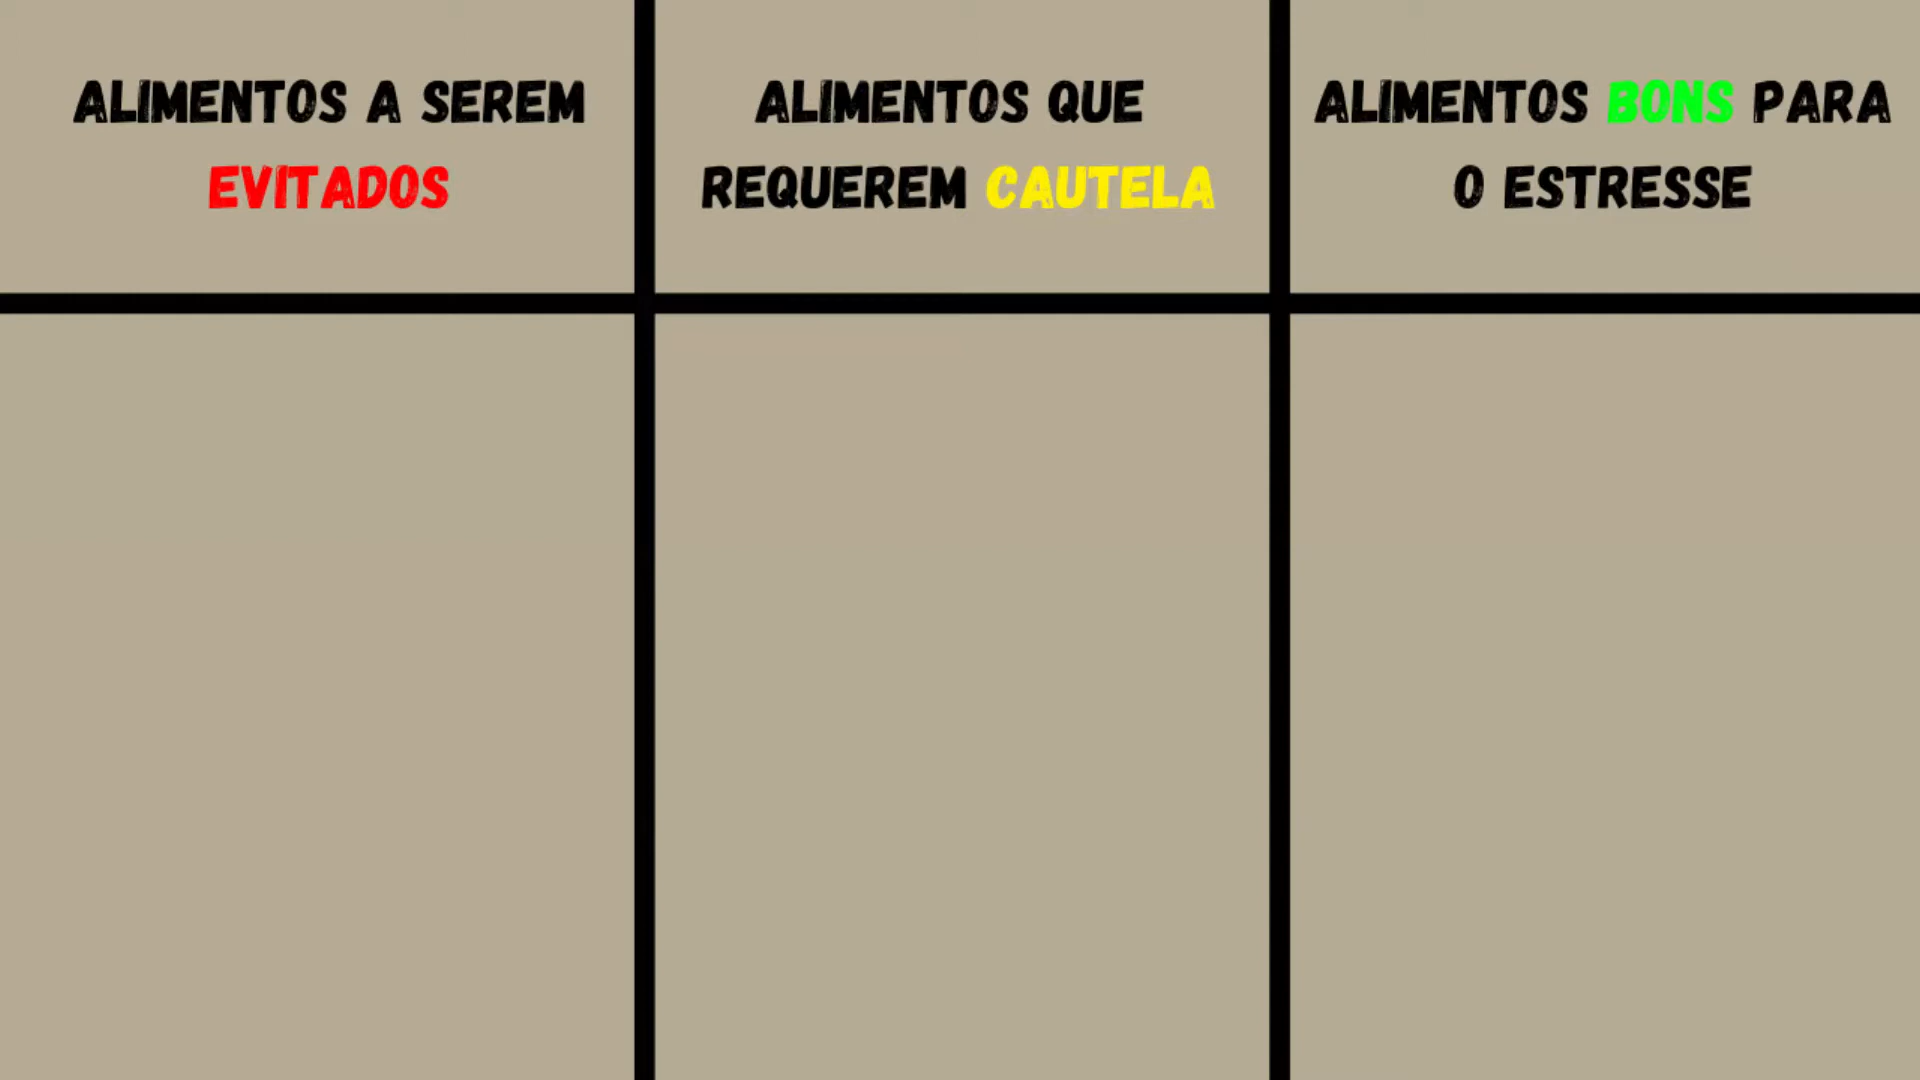 ALIMENTOS A SEREM
EVITADOS
ALIMENTOS QUE
REQUEREM CAUTELA
ALIMENTOS BONS PARA
O ESTRESSE